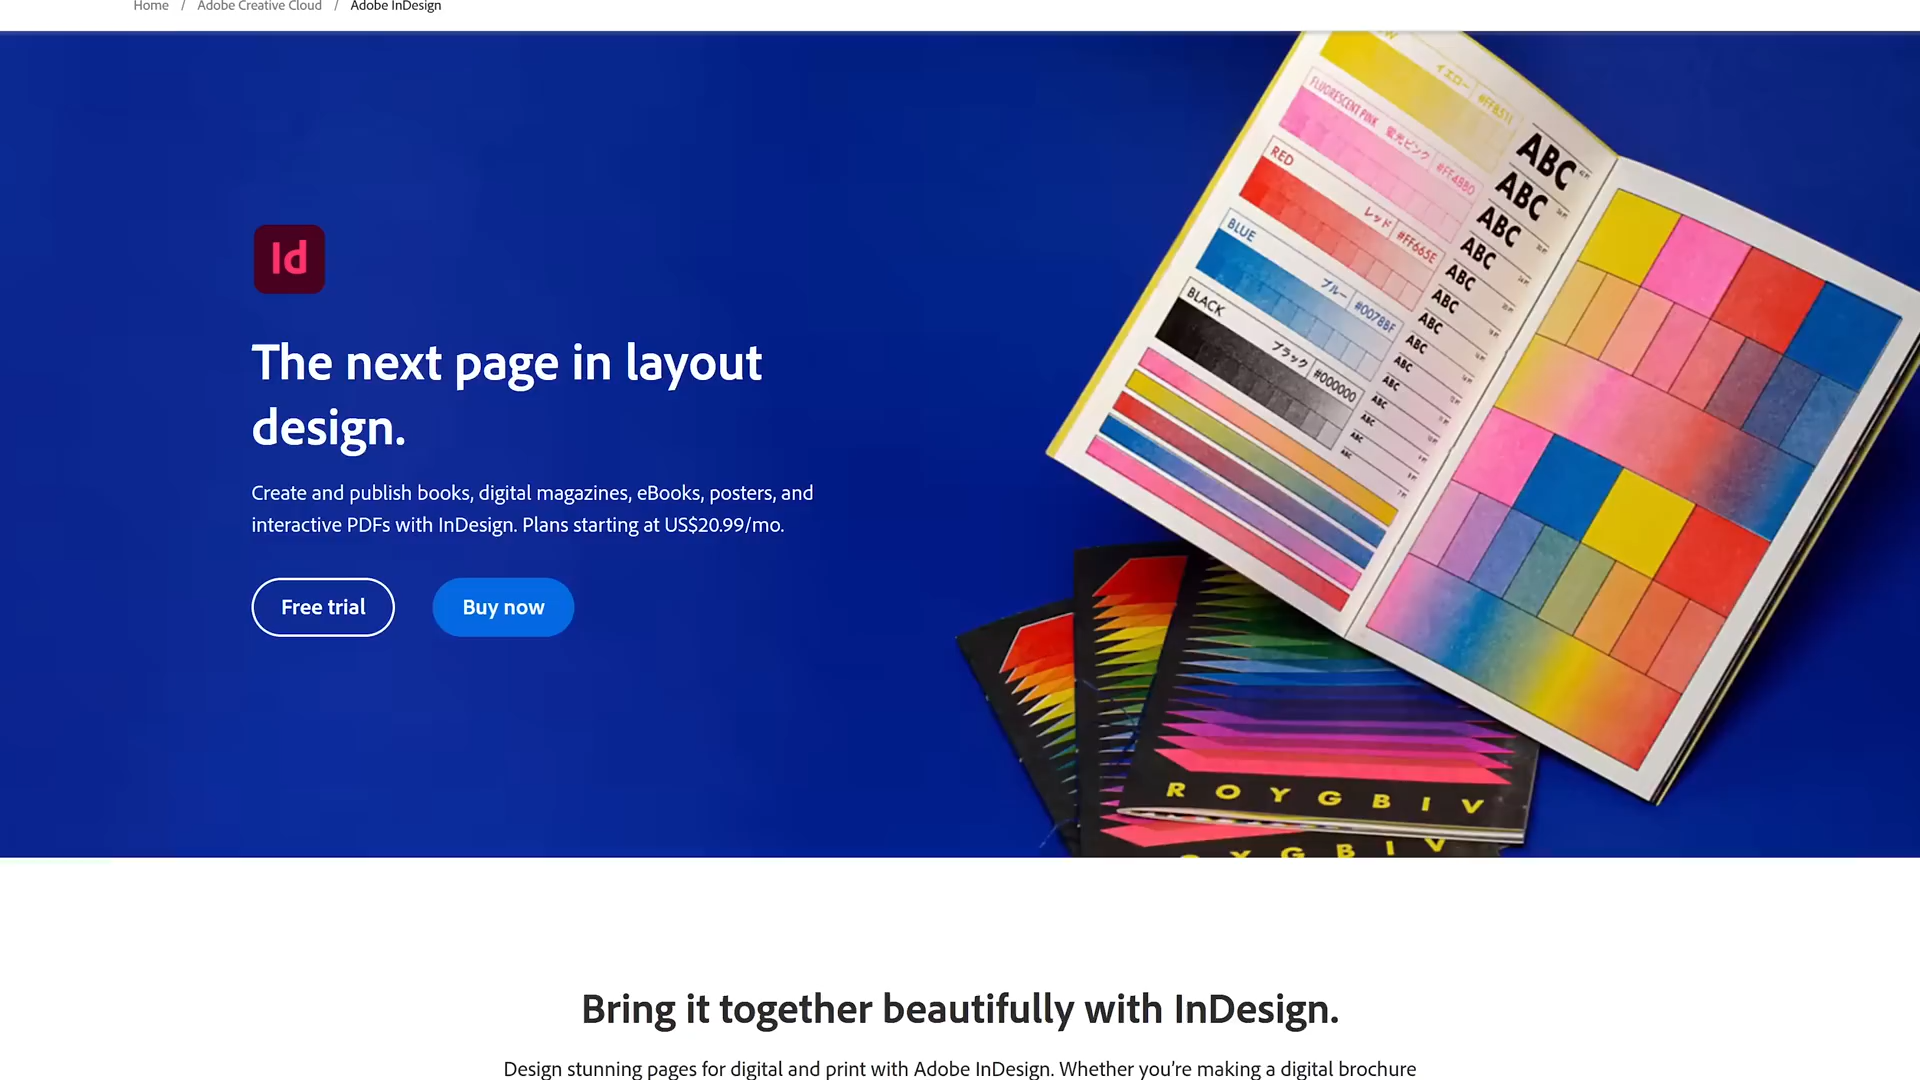 Home / Adobe Creative Cloud / Adobe InDesign
Id
The next page in layout
design.
Create and publish books, digital magazines, eBooks, posters, and
interactive PDFs with InDesign. Plans starting at US$20.99/mo.
Free trial
Buy now
イエロー #FFB511
FLUORESCENT PINK 蛍光ピンク #FF48B0
RED
レッド #FF665E
BLUE
ブルー #0078BF
BLACK
ブラック #000000
ABC
ABC
ABC
ABC
ABC
ABC
ABC
ABC
ABC
ABC
ABC
ABC
ABC
ABC
ROYGBIV
Bring it together beautifully with InDesign.
Design stunning pages for digital and print with Adobe InDesign. Whether you’re making a digital brochure